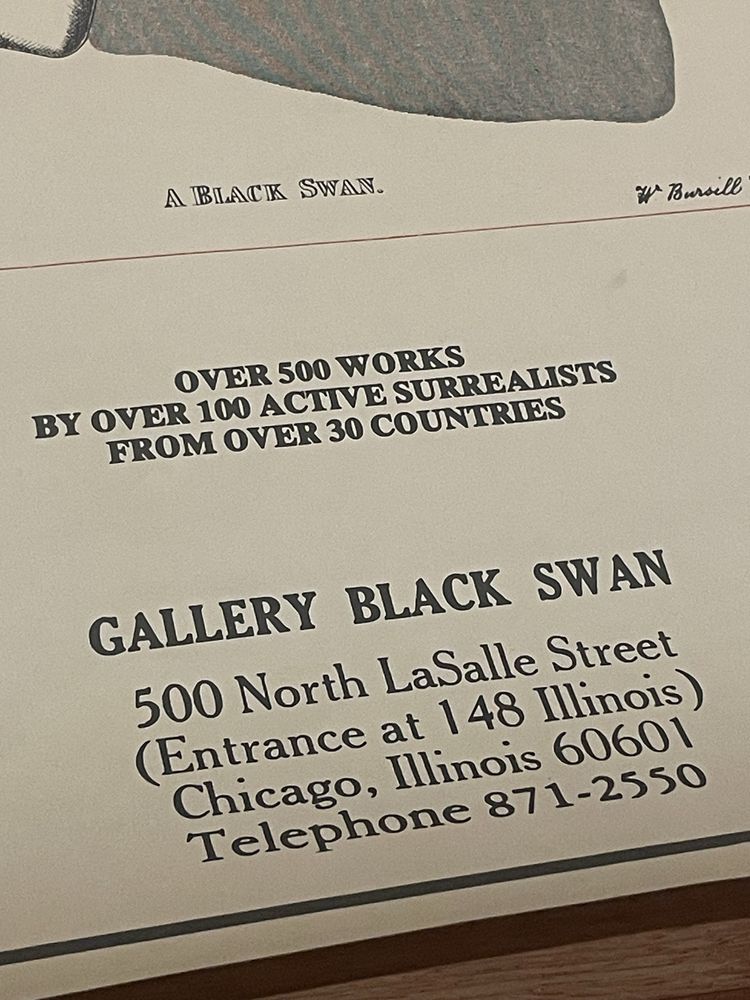 A BLACK SWAN.
W Bursill
OVER 500 WORKS
BY OVER 100 ACTIVE SURREALISTS
FROM OVER 30 COUNTRIES
GALLERY BLACK SWAN
500 North LaSalle Street
(Entrance at 148 Illinois)
Chicago, Illinois 60601
Telephone 871-2550